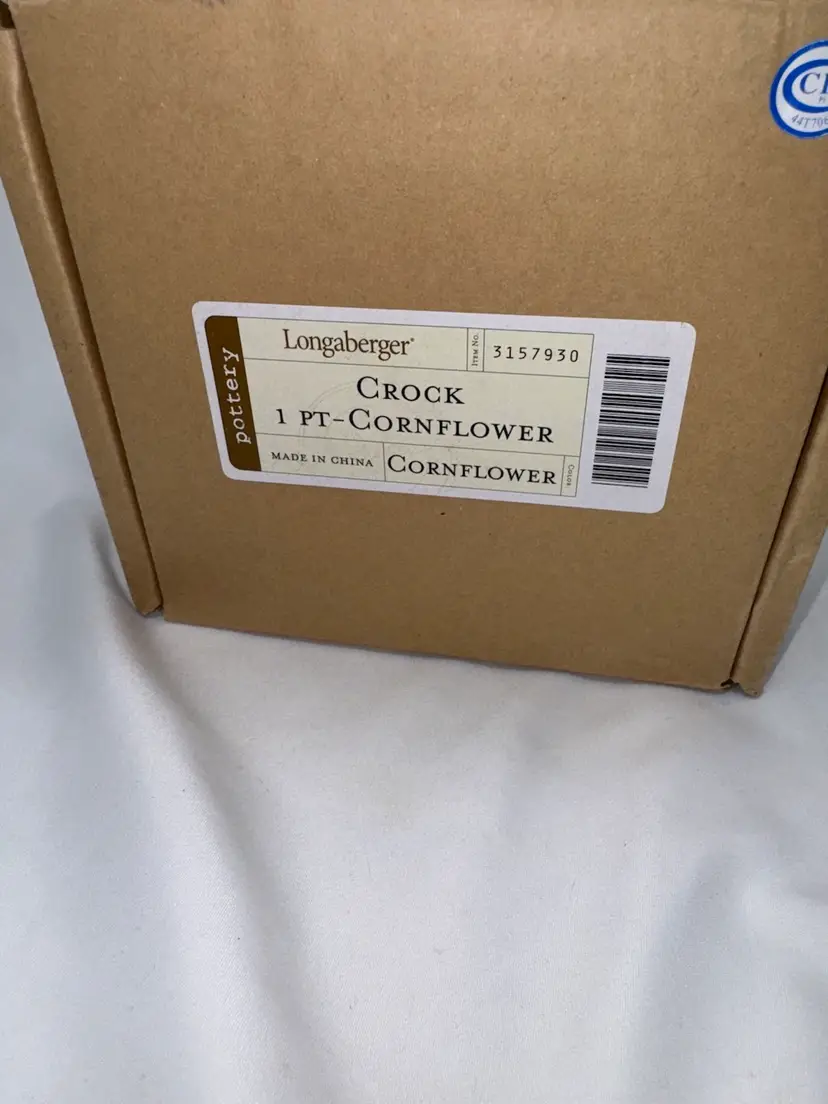 pottery
Longaberger®
Item No.
3157930
Crock
1 pt-Cornflower
Made in China
Cornflower
Color